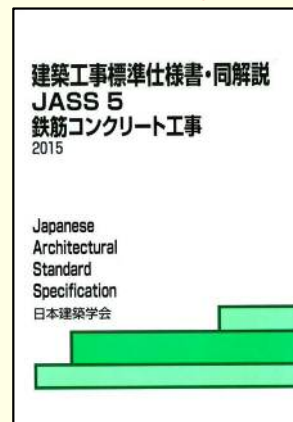 建築工事標準仕様書・同解説
JASS 5
鉄筋コンクリート工事
2015
Japanese
Architectural
Standard
Specification
日本建築学会